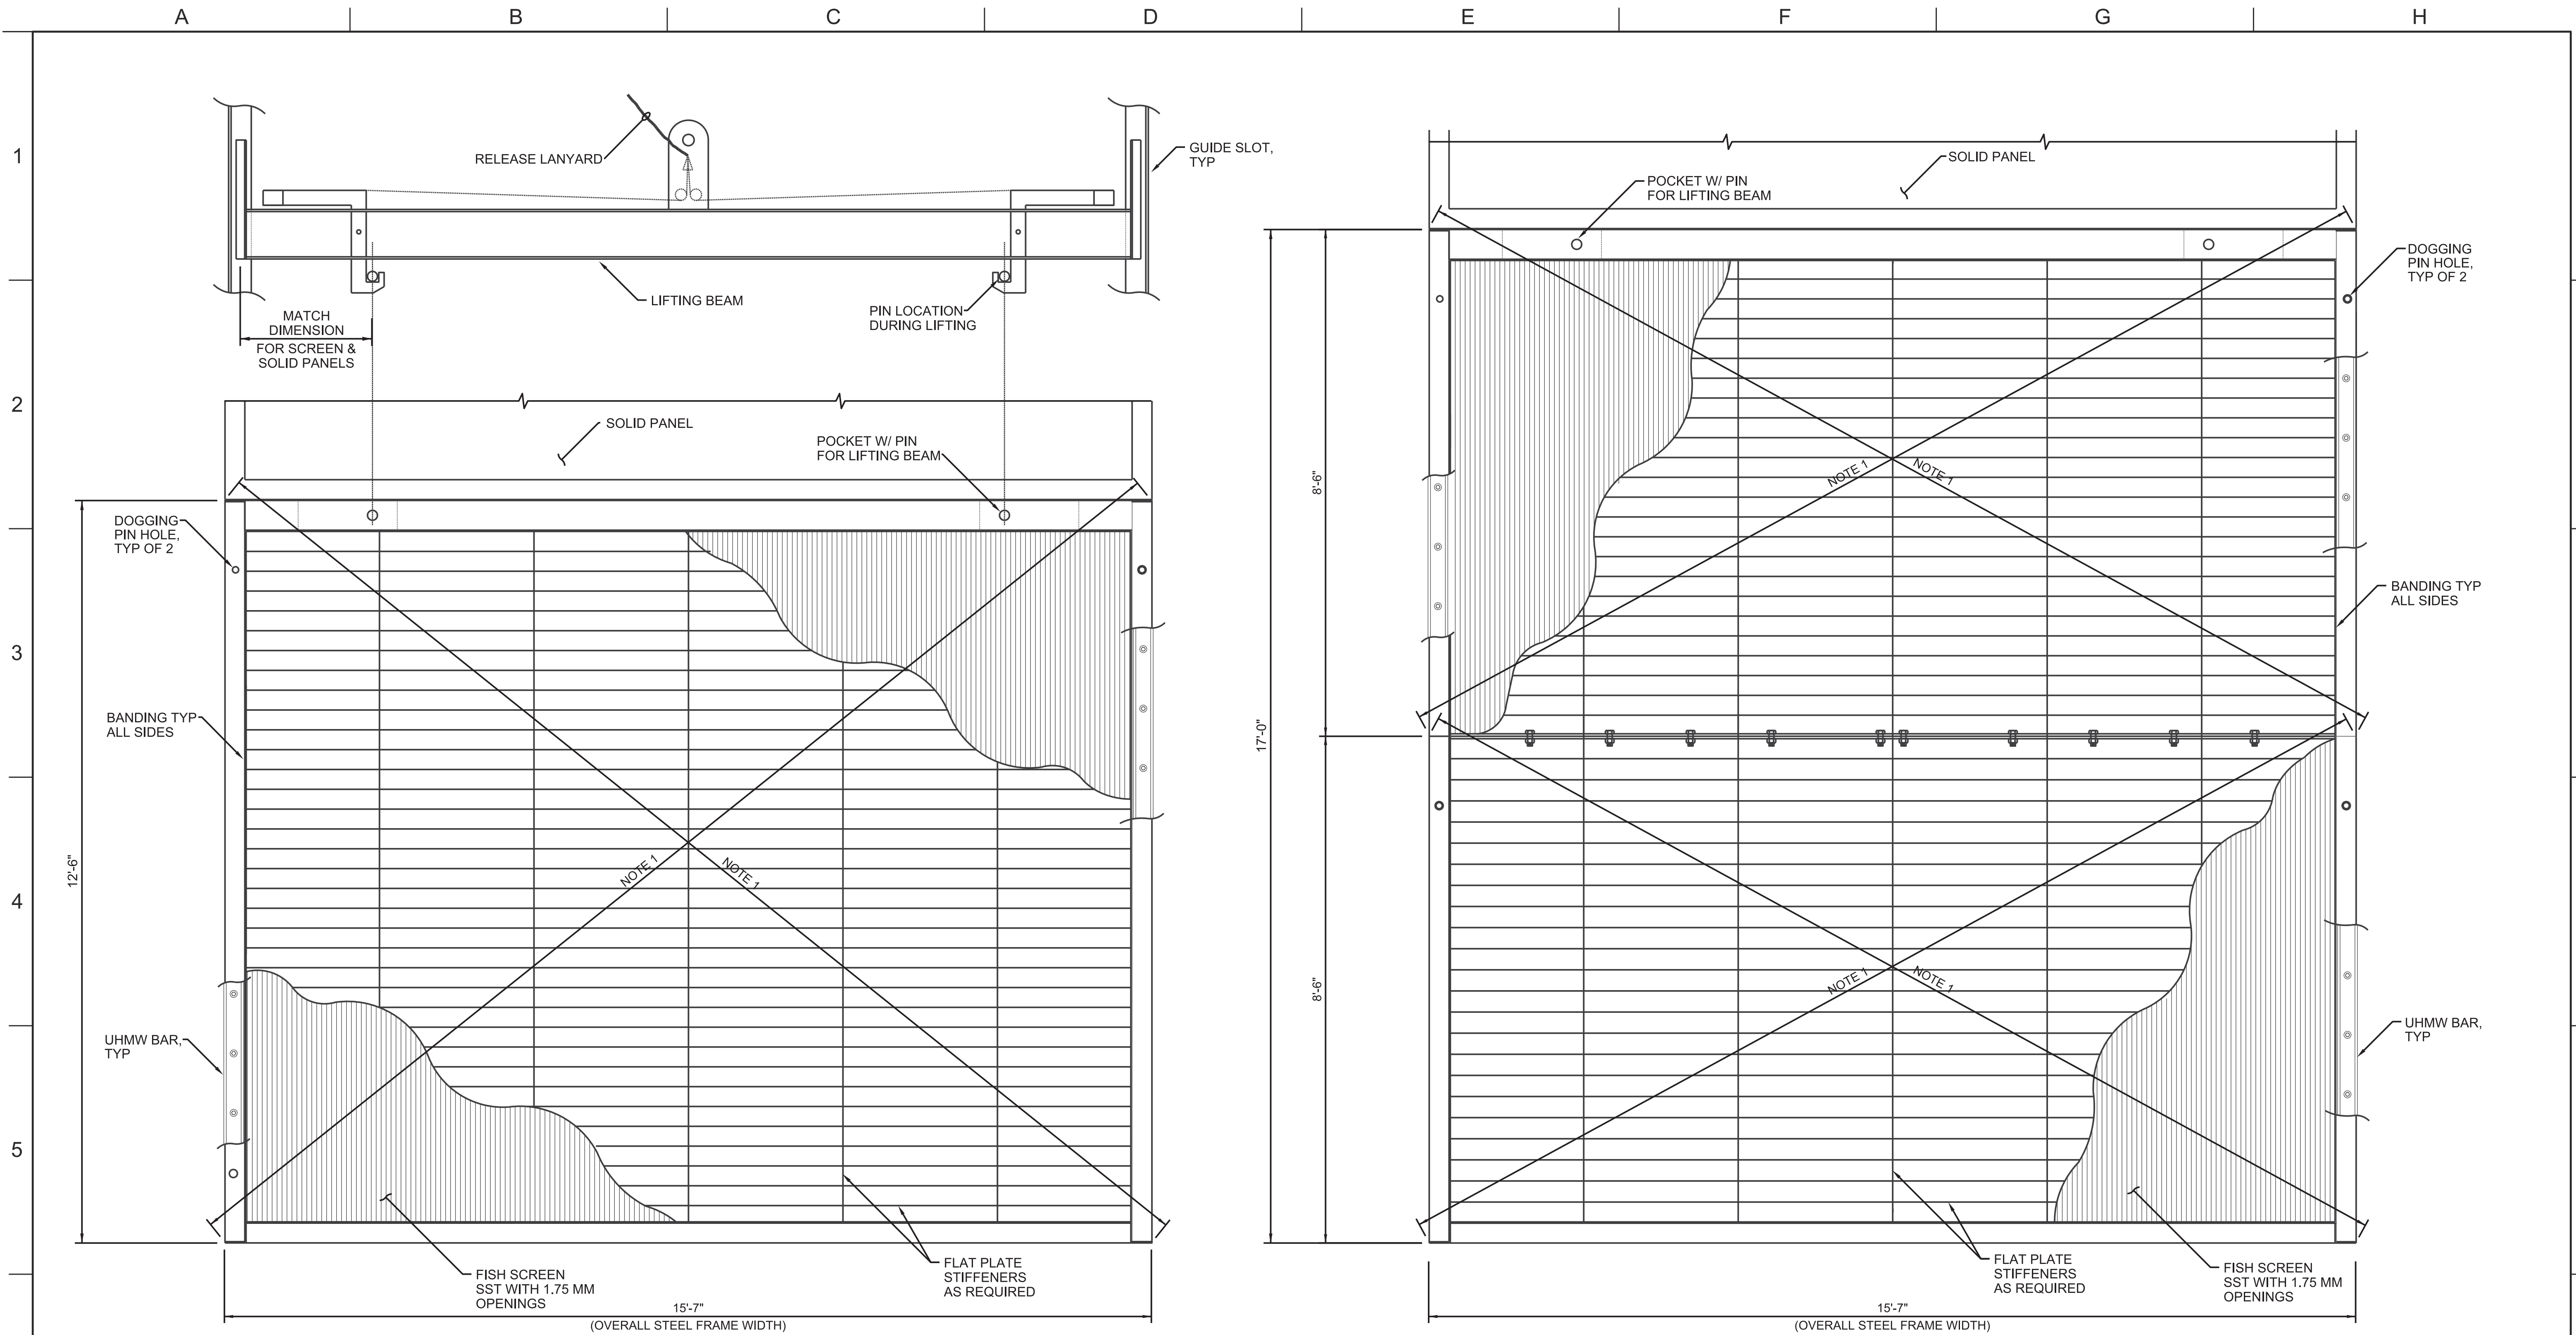 A B C D E F G H
1
2
3
4
5
RELEASE LANYARD
GUIDE SLOT,
TYP
LIFTING BEAM
PIN LOCATION
DURING LIFTING
MATCH
DIMENSION
FOR SCREEN &
SOLID PANELS
SOLID PANEL
POCKET W/ PIN
FOR LIFTING BEAM
DOGGING
PIN HOLE,
TYP OF 2
BANDING TYP
ALL SIDES
12'-6"
NOTE 1
NOTE 1
UHMW BAR,
TYP
FISH SCREEN
SST WITH 1.75 MM
OPENINGS
FLAT PLATE
STIFFENERS
AS REQUIRED
15'-7"
(OVERALL STEEL FRAME WIDTH)
SOLID PANEL
POCKET W/ PIN
FOR LIFTING BEAM
DOGGING
PIN HOLE,
TYP OF 2
8'-6"
NOTE 1
NOTE 1
BANDING TYP
ALL SIDES
17'-0"
8'-6"
NOTE 1
NOTE 1
UHMW BAR,
TYP
FLAT PLATE
STIFFENERS
AS REQUIRED
FISH SCREEN
SST WITH 1.75 MM
OPENINGS
15'-7"
(OVERALL STEEL FRAME WIDTH)